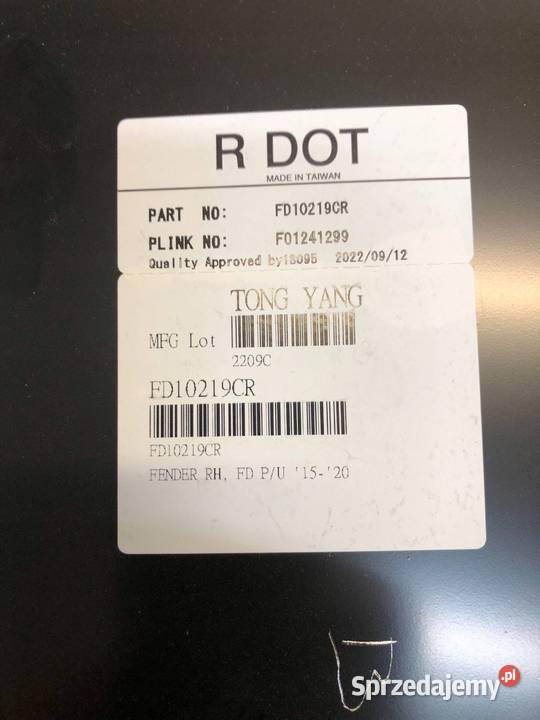 R DOT
MADE IN TAIWAN
PART NO: FD10219CR
PLINK NO: F01241299
Quality Approved by18095 2022/09/12
TONG YANG
MFG Lot
2209C
FD10219CR
FD10219CR
FENDER RH, FD P/U '15-'20
Sprzedajemy.pl